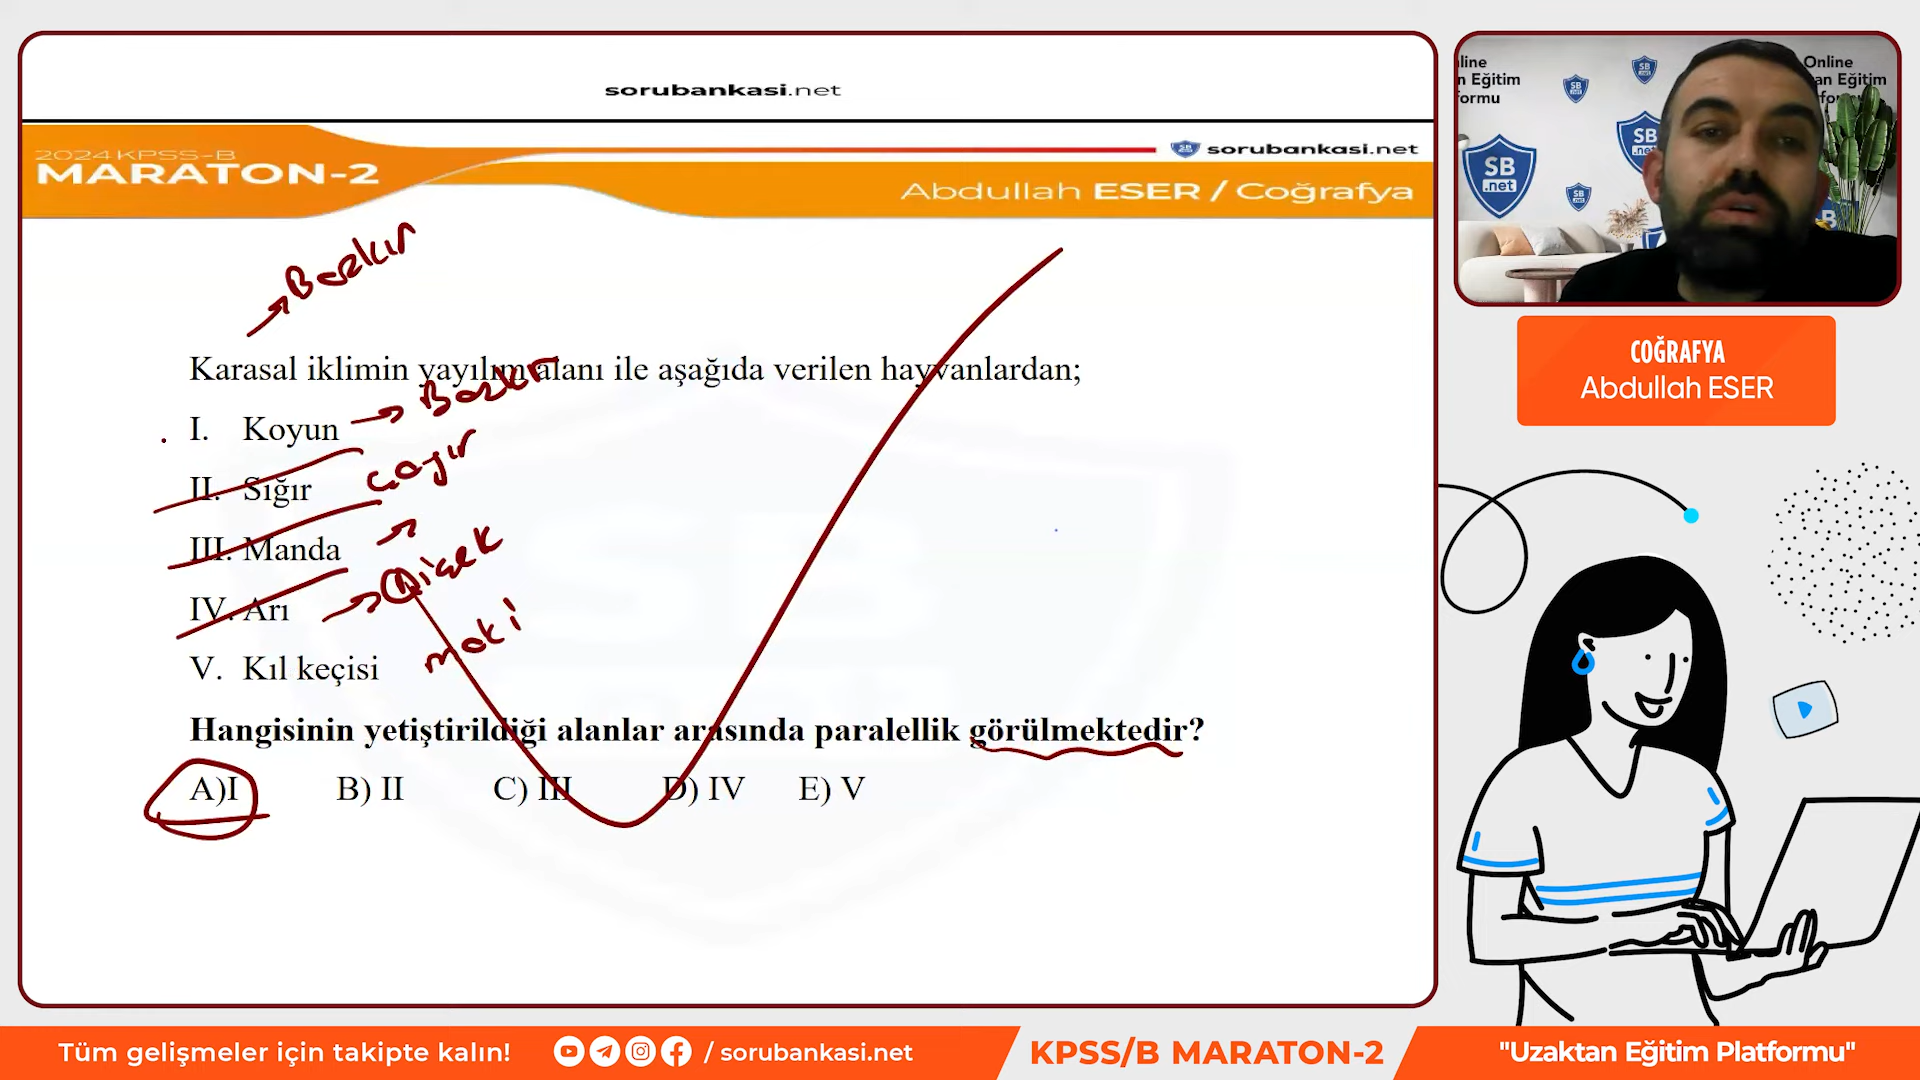 sorubankasi.net
2024 KPSS-B
MARATON-2
SB .net sorubankasi.net
Abdullah ESER / Coğrafya
Bozkır
Karasal iklimin yayılım alanı ile aşağıda verilen hayvanlardan;
I. Koyun → Bozkır
II. Sığır çayır
III. Manda →
IV. Arı → çiçek
V. Kıl keçisi maki
Hangisinin yetiştirildiği alanlar arasında paralellik görülmektedir?
A)I B) II C) III D) IV E) V
Online
an Eğitim
line
n Eğitim
formu
SB .net
COĞRAFYA
Abdullah ESER
Tüm gelişmeler için takipte kalın! / sorubankasi.net
KPSS/B MARATON-2
"Uzaktan Eğitim Platformu"